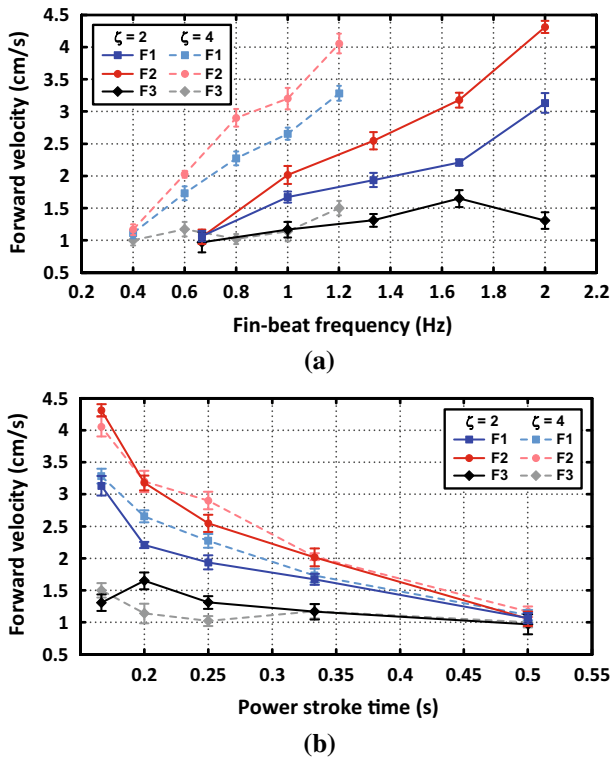 Forward velocity (cm/s)
4.5
4
3.5
3
2.5
2
1.5
1
0.5
ζ = 2 ζ = 4
F1 F1
F2 F2
F3 F3
0.2 0.4 0.6 0.8 1 1.2 1.4 1.6 1.8 2 2.2
Fin-beat frequency (Hz)
(a)
Forward velocity (cm/s)
4.5
4
3.5
3
2.5
2
1.5
1
0.5
ζ = 2 ζ = 4
F1 F1
F2 F2
F3 F3
0.2 0.25 0.3 0.35 0.4 0.45 0.5 0.55
Power stroke time (s)
(b)